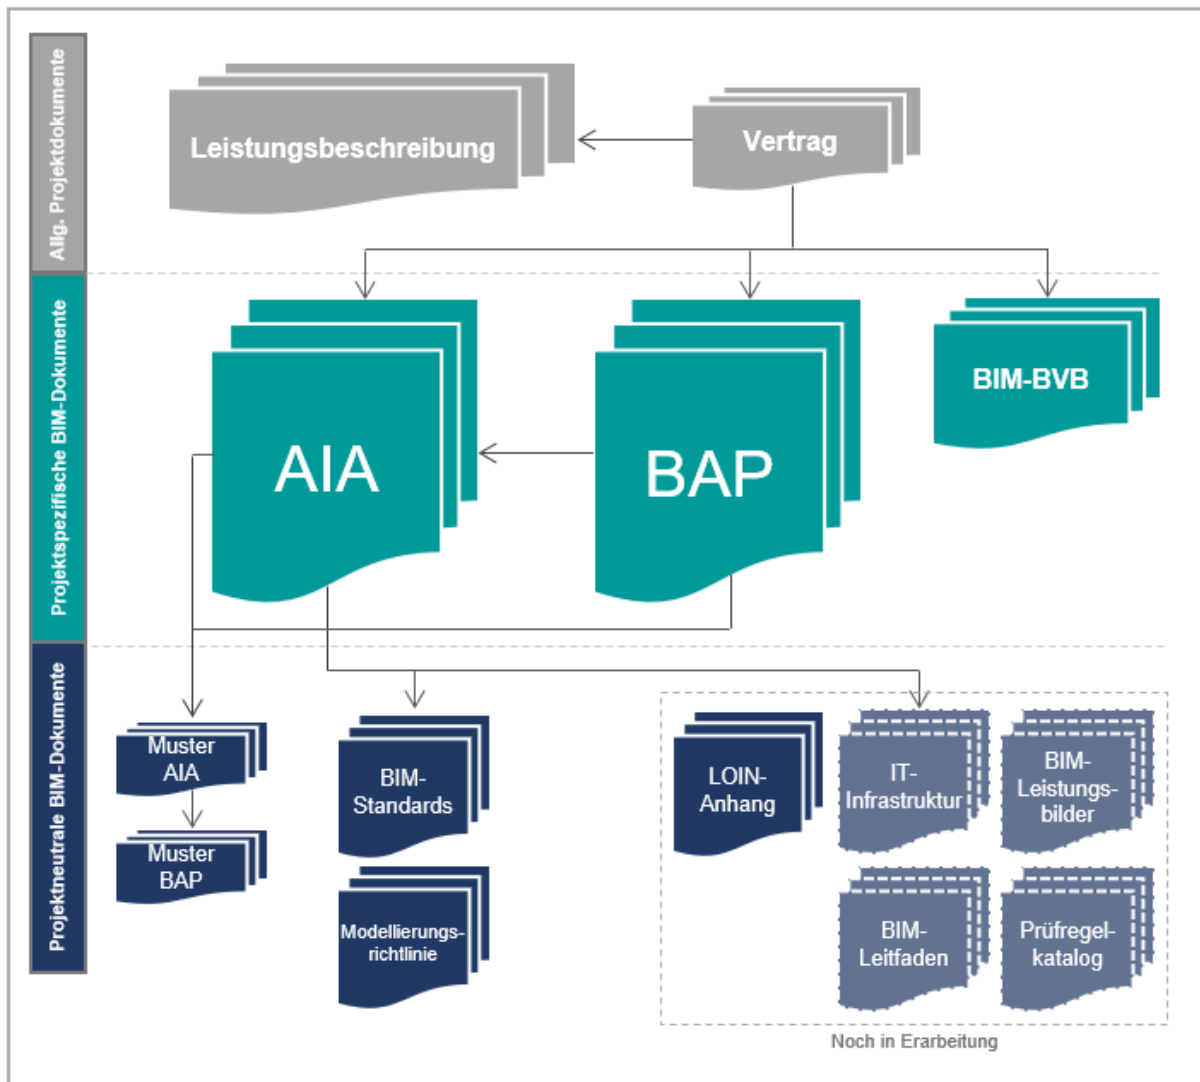 Allg. Projektdokumente
Leistungsbeschreibung
Vertrag
Projektspezifische BIM-Dokumente
AIA
BAP
BIM-BVB
Projektneutrale BIM-Dokumente
Muster
AIA
Muster
BAP
BIM-
Standards
Modellierungs-
richtlinie
LOIN-
Anhang
IT-
Infrastruktur
BIM-
Leistungs-
bilder
BIM-
Leitfaden
Prüfregel-
katalog
Noch in Erarbeitung